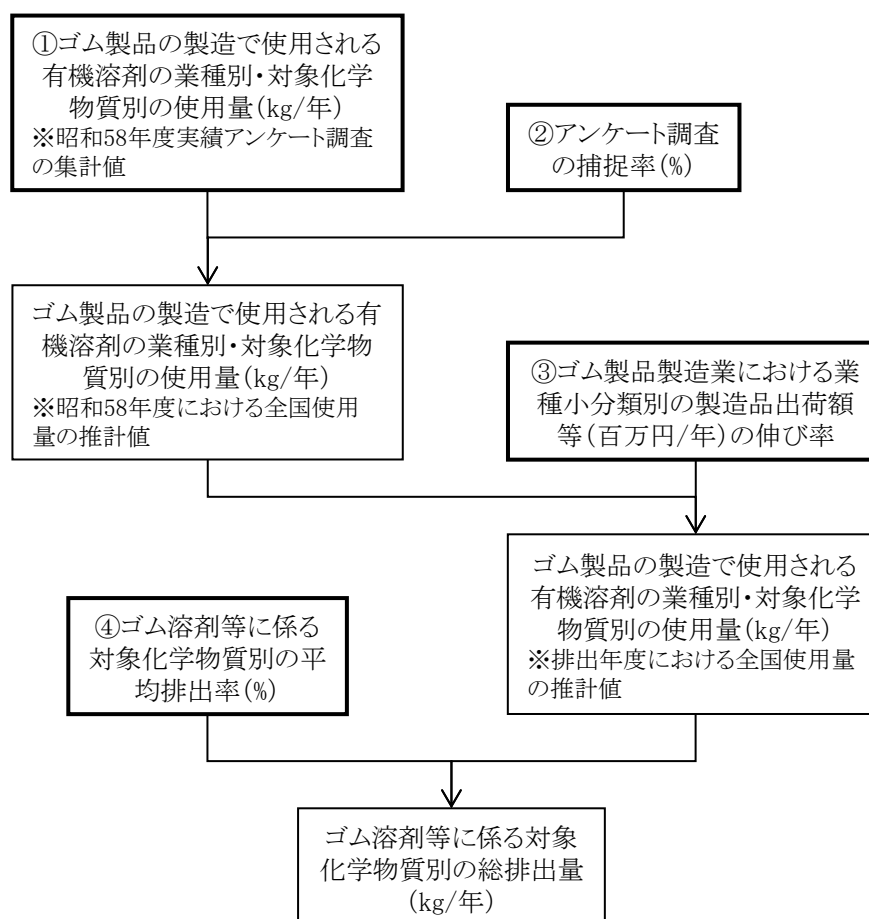 ①ゴム製品の製造で使用される
有機溶剤の業種別・対象化学
物質別の使用量(kg/年)
※昭和58年度実績アンケート調査
の集計値
②アンケート調査
の捕捉率(%)
ゴム製品の製造で使用される有
機溶剤の業種別・対象化学物
質別の使用量(kg/年)
※昭和58年度における全国使用
量の推計値
③ゴム製品製造業における業
種小分類別の製造品出荷額
等(百万円/年)の伸び率
ゴム製品の製造で使用される
有機溶剤の業種別・対象化学
物質別の使用量(kg/年)
※排出年度における全国使用量
の推計値
④ゴム溶剤等に係る
対象化学物質別の平
均排出率(%)
ゴム溶剤等に係る対象
化学物質別の総排出量
(kg/年)